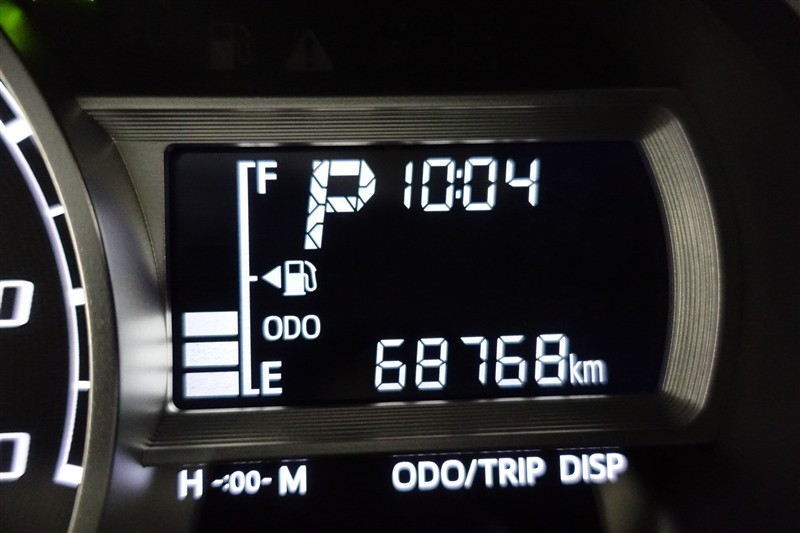 F P 10:04
ODO
E 68768km
H -:00- M ODO/TRIP DISP